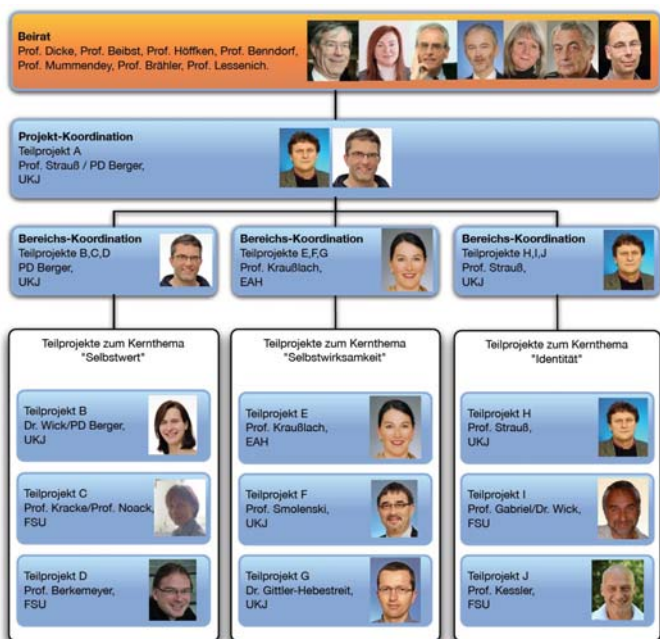 Beirat
Prof. Dicke, Prof. Beibst, Prof. Höffken, Prof. Benndorf,
Prof. Mummendey, Prof. Brähler, Prof. Lessenich.
Projekt-Koordination
Teilprojekt A
Prof. Strauß / PD Berger,
UKJ
Bereichs-Koordination
Teilprojekte B,C,D
PD Berger,
UKJ
Bereichs-Koordination
Teilprojekte E,F,G
Prof. Kraußlach,
EAH
Bereichs-Koordination
Teilprojekte H,I,J
Prof. Strauß,
UKJ
Teilprojekte zum Kernthema
"Selbstwert"
Teilprojekt B
Dr. Wick/PD Berger,
UKJ
Teilprojekt C
Prof. Kracke/Prof. Noack,
FSU
Teilprojekt D
Prof. Berkemeyer,
FSU
Teilprojekte zum Kernthema
"Selbstwirksamkeit"
Teilprojekt E
Prof. Kraußlach,
EAH
Teilprojekt F
Prof. Smolenski,
UKJ
Teilprojekt G
Dr. Gittler-Hebestreit,
UKJ
Teilprojekte zum Kernthema
"Identität"
Teilprojekt H
Prof. Strauß,
UKJ
Teilprojekt I
Prof. Gabriel/Dr. Wick,
FSU
Teilprojekt J
Prof. Kessler,
FSU